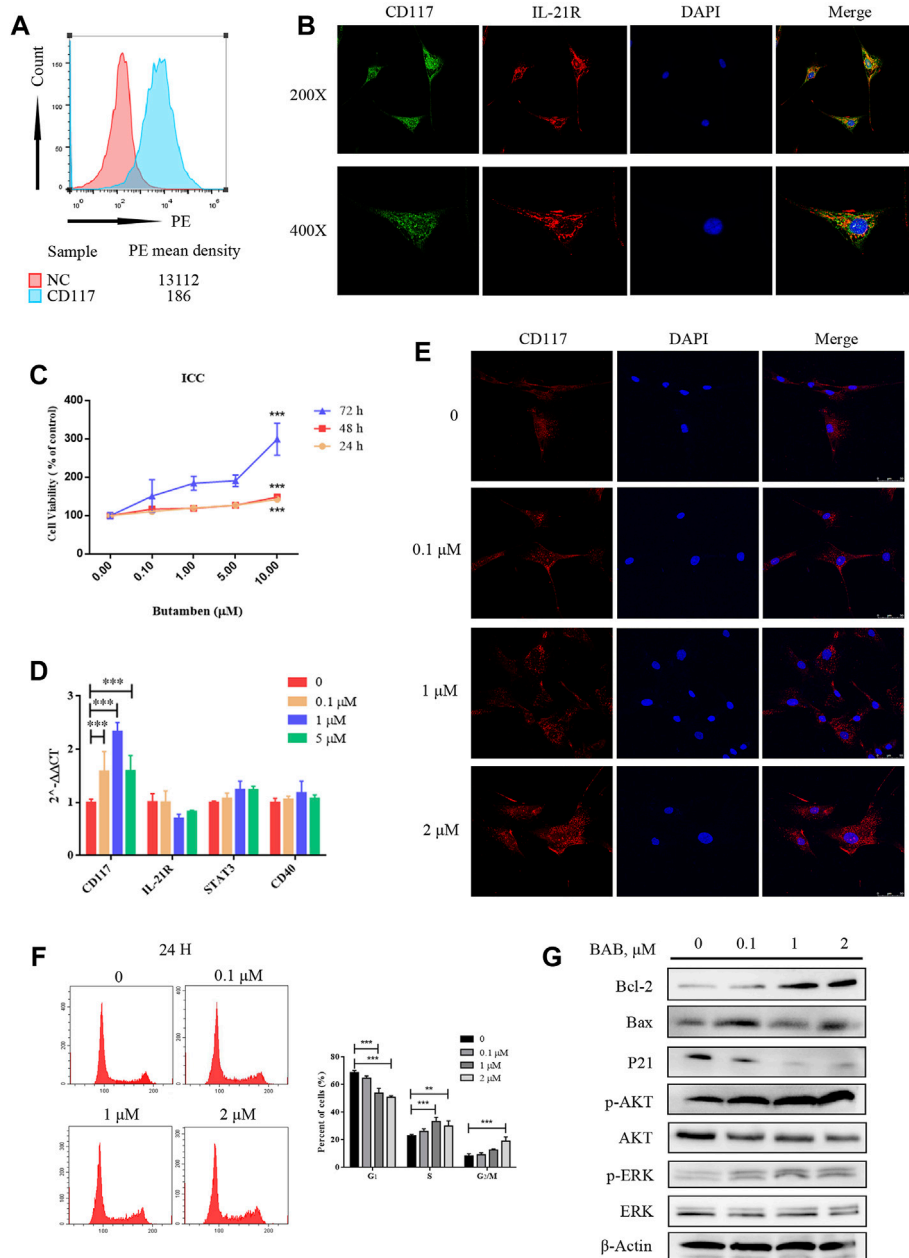 A
Count
150
100
50
0
10^0 10^2 10^4 10^6
PE
Sample PE mean density
NC 13112
CD117 186
B
CD117 IL-21R DAPI Merge
200X
400X
C
ICC
Cell Viability ( % of control)
400
300
200
100
0
*** 
***
***
72 h
48 h
24 h
0.00 0.10 1.00 5.00 10.00
Butamben (μM)
D
2^-ΔΔCT
3
2
1
0
***
***
***
0
0.1 μM
1 μM
5 μM
CD117 IL-21R STAT3 CD40
E
CD117 DAPI Merge
0
0.1 μM
1 μM
2 μM
F
24 H
0 0.1 μM
1 μM 2 μM
100 200
Percent of cells (%)
80
60
40
20
0
***
***
**
***
***
0
0.1 μM
1 μM
2 μM
G1 S G2/M
G
BAB, μM 0 0.1 1 2
Bcl-2
Bax
P21
p-AKT
AKT
p-ERK
ERK
β-Actin